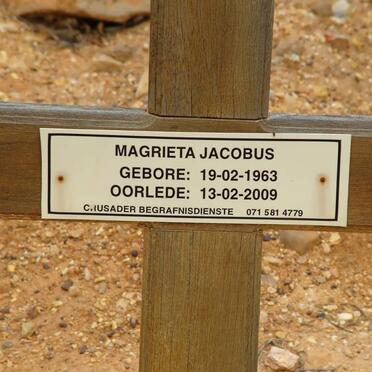 MAGRIETA JACOBUS
GEBORE: 19-02-1963
OORLEDE: 13-02-2009
CRUSADER BEGRAFNISDIENSTE 071 581 4779